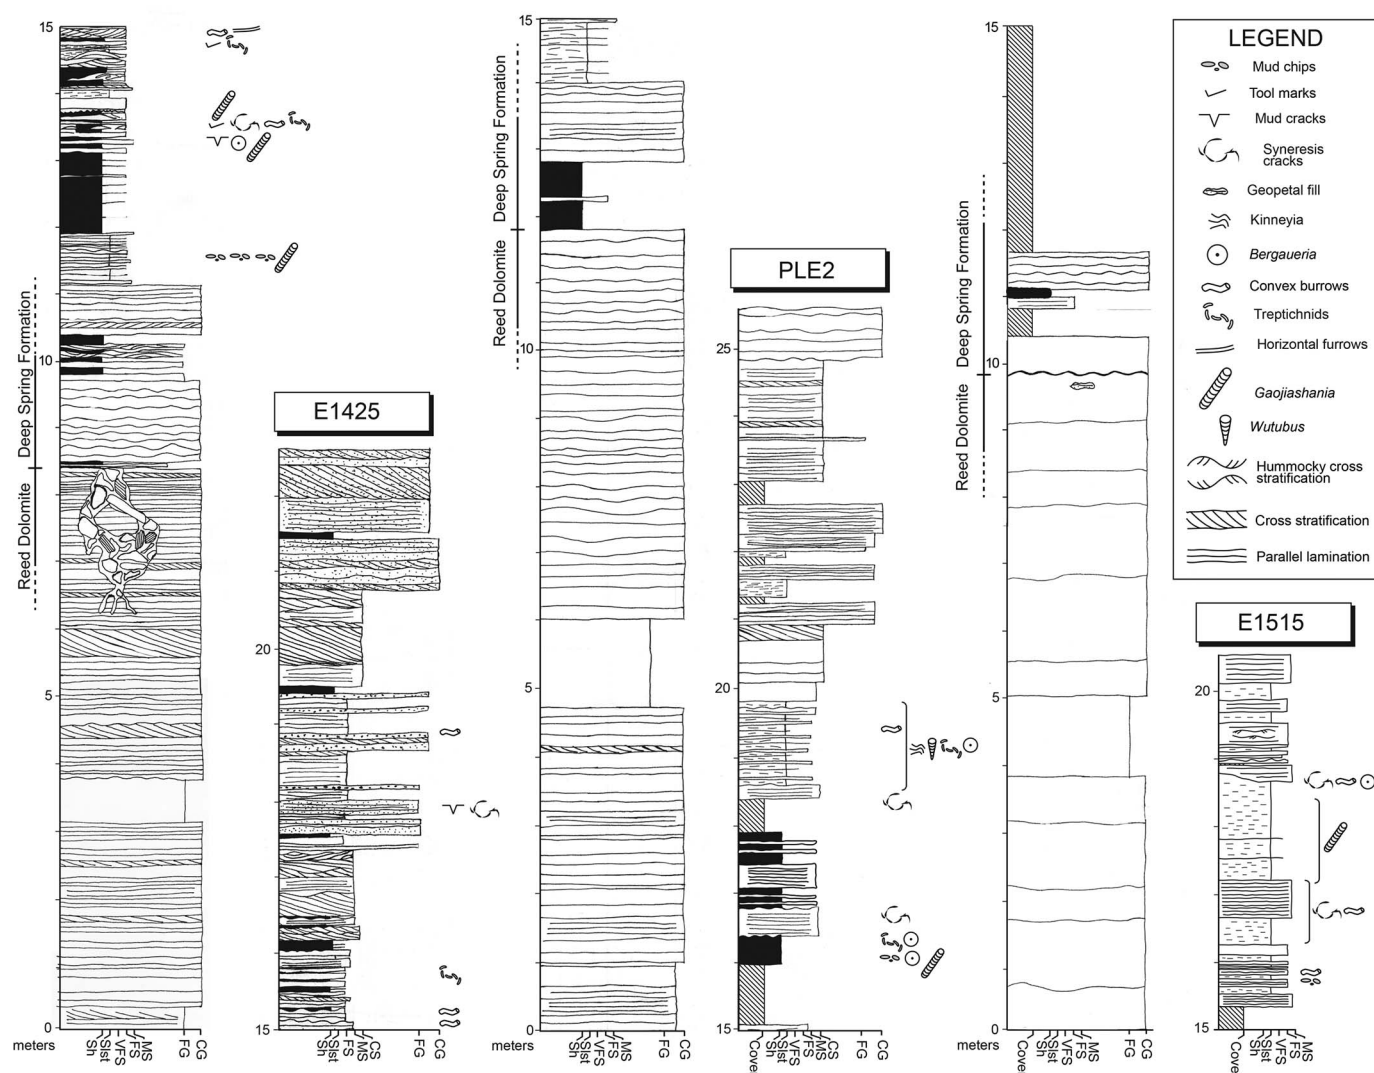 15
10
5
0
meters
Deep Spring Formation
Reed Dolomite
Sh
Slst
VFS
FS
MS
FG
CG
E1425
20
15
Sh
Slst
VFS
FS
MS
CS
FG
CG
15
10
5
0
Deep Spring Formation
Reed Dolomite
Sh
Slst
VFS
FS
MS
FG
CG
PLE2
25
20
15
Cove
Sh
Slst
VFS
FS
MS
CS
FG
CG
15
10
5
0
meters
Deep Spring Formation
Reed Dolomite
Cove
Sh
Slst
VFS
FS
MS
FG
CG
LEGEND
Mud chips
Tool marks
Mud cracks
Syneresis
cracks
Geopetal fill
Kinneyia
Bergaueria
Convex burrows
Treptichnids
Horizontal furrows
Gaojiashania
Wutubus
Hummocky cross
stratification
Cross stratification
Parallel lamination
E1515
20
15
Cove
Sh
Slst
VFS
FS
MS